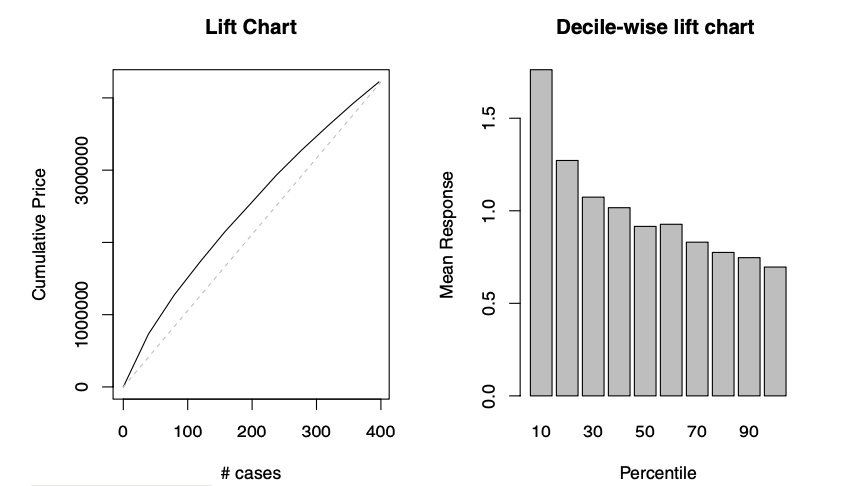 Lift Chart
Cumulative Price
0 1000000 3000000
0 100 200 300 400
# cases
Decile-wise lift chart
Mean Response
0.0 0.5 1.0 1.5
10 30 50 70 90
Percentile